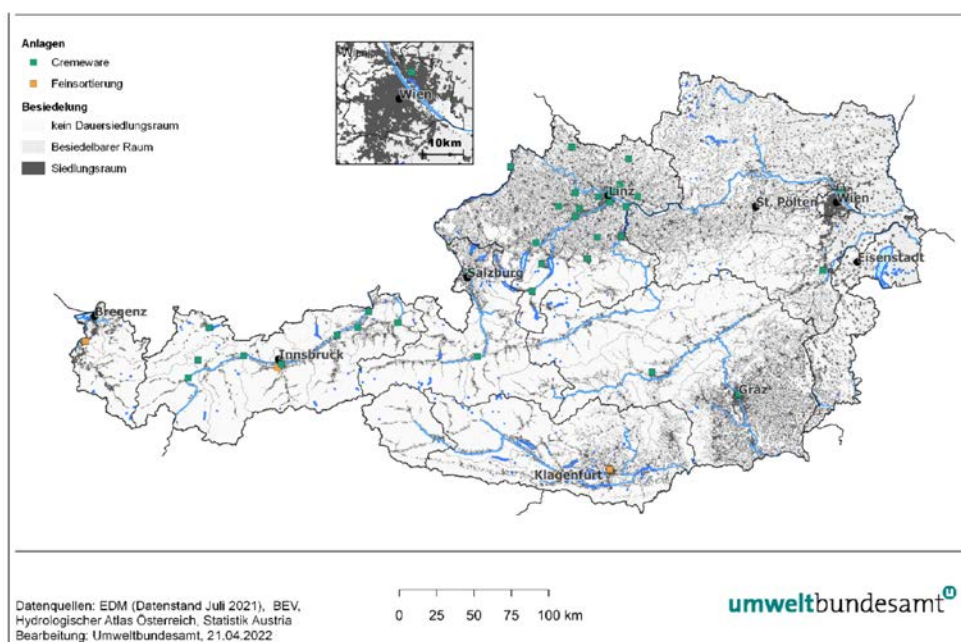 Anlagen
Cremeware
Feinsortierung
Besiedelung
kein Dauersiedlungsraum
Besiedelbarer Raum
Siedlungsraum
Wien
10km
Linz
St. Pölten
Wien
Eisenstadt
Salzburg
Bregenz
Innsbruck
Graz
Klagenfurt
Datenquellen: EDM (Datenstand Juli 2021), BEV,
Hydrologischer Atlas Österreich, Statistik Austria
Bearbeitung: Umweltbundesamt, 21.04.2022
0 25 50 75 100 km
umweltbundesamt U